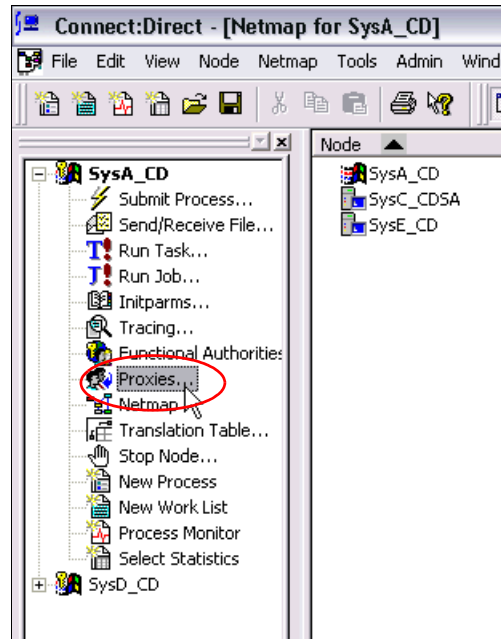 Connect:Direct - [Netmap for SysA_CD]
File Edit View Node Netmap Tools Admin Wind
Node
SysA_CD
Submit Process...
Send/Receive File...
Run Task...
Run Job...
Initparms...
Tracing...
Functional Authorities
Proxies...
Netmap
Translation Table...
Stop Node...
New Process
New Work List
Process Monitor
Select Statistics
SysD_CD
SysA_CD
SysC_CDSA
SysE_CD